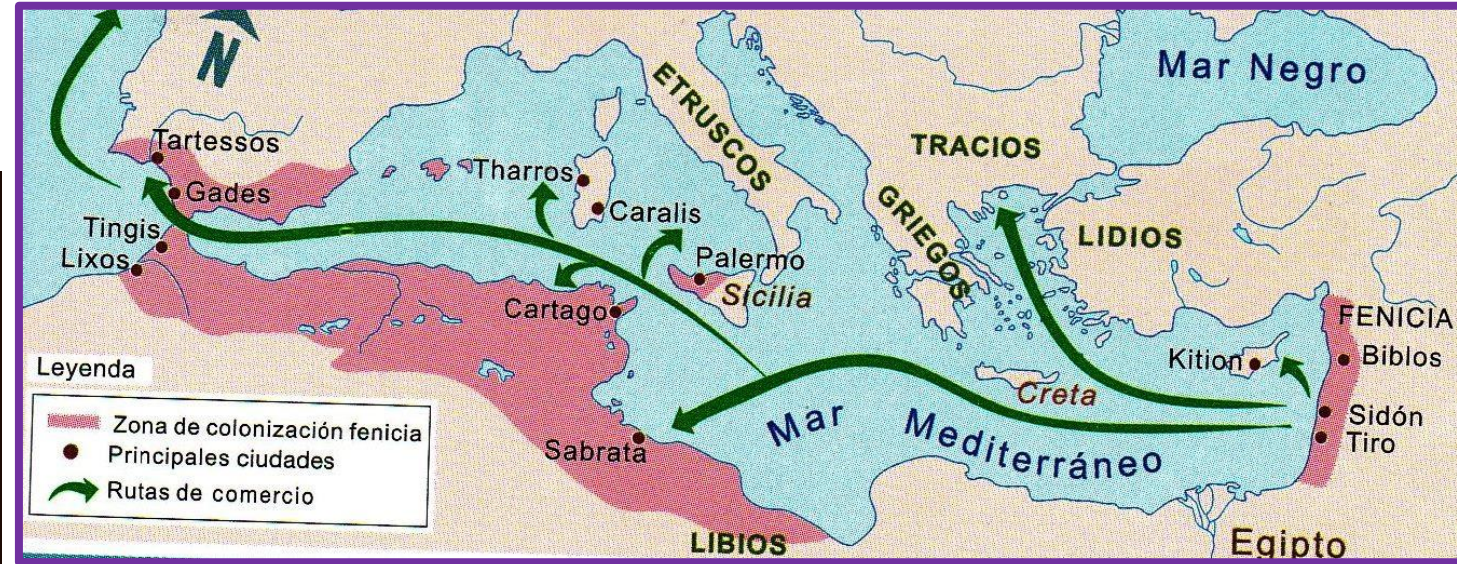 N
Mar Negro
ETRUSCOS
TRACIOS
Tartessos
Tharros
Gades
Caralis
GRIEGOS
LIDIOS
Tingis
Lixos
Palermo
Sicilia
Cartago
FENICIA
Kition
Biblos
Creta
Sidón
Tiro
Mar Mediterráneo
Sabrata
LIBIOS
Egipto
Leyenda
Zona de colonización fenicia
Principales ciudades
Rutas de comercio